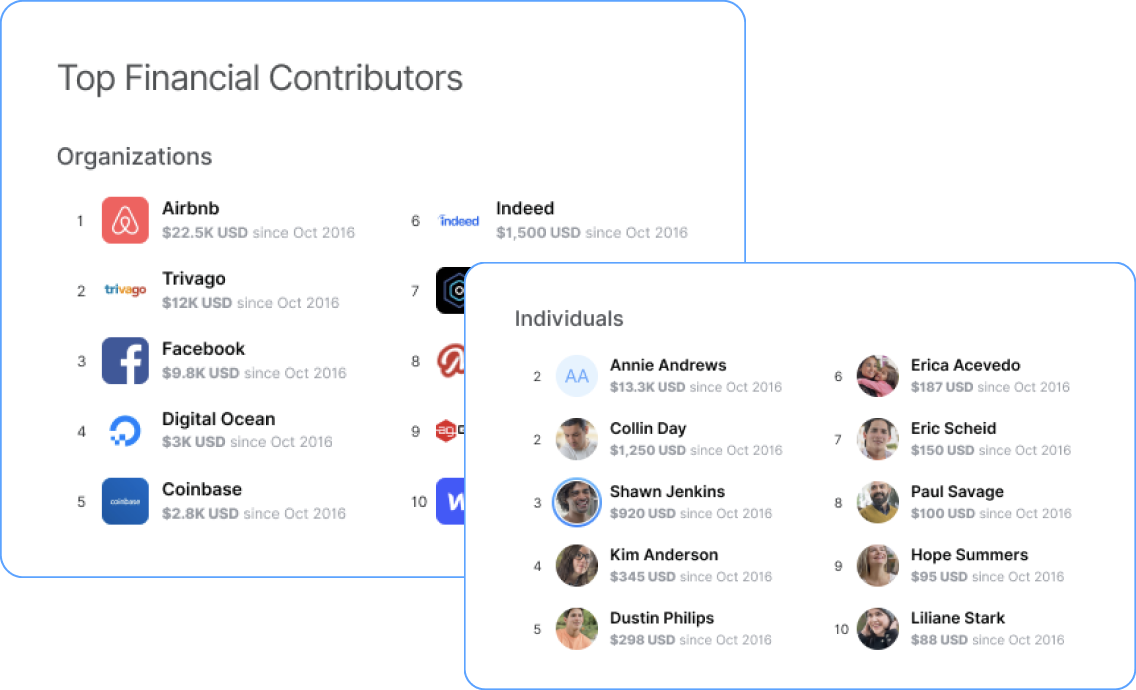 Top Financial Contributors
Organizations
1
Airbnb
$22.5K USD since Oct 2016
2
trivago
Trivago
$12K USD since Oct 2016
3
f
Facebook
$9.8K USD since Oct 2016
4
Digital Ocean
$3K USD since Oct 2016
5
coinbase
Coinbase
$2.8K USD since Oct 2016
6
indeed
Indeed
$1,500 USD since Oct 2016
7
8
9
ag
10
Individuals
2
AA
Annie Andrews
$13.3K USD since Oct 2016
2
Collin Day
$1,250 USD since Oct 2016
3
Shawn Jenkins
$920 USD since Oct 2016
4
Kim Anderson
$345 USD since Oct 2016
5
Dustin Philips
$298 USD since Oct 2016
6
Erica Acevedo
$187 USD since Oct 2016
7
Eric Scheid
$150 USD since Oct 2016
8
Paul Savage
$100 USD since Oct 2016
9
Hope Summers
$95 USD since Oct 2016
10
Liliane Stark
$88 USD since Oct 2016